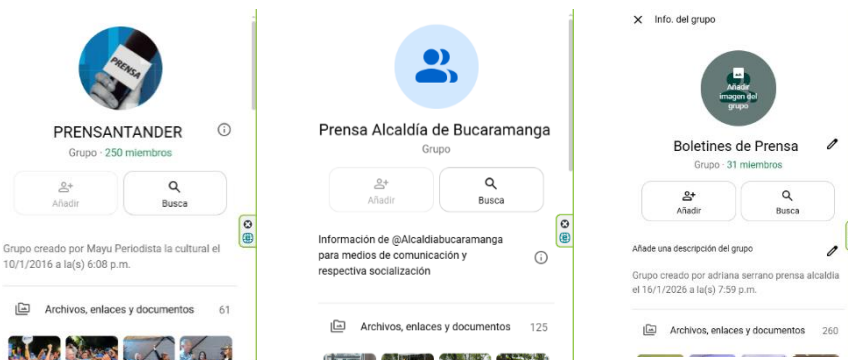 PRENSA
PRENSANTANDER
Grupo · 250 miembros
Añadir
Busca
Grupo creado por Mayu Periodista la cultural el
10/1/2016 a la(s) 6:08 p.m.
Archivos, enlaces y documentos 61
Prensa Alcaldía de Bucaramanga
Grupo
Añadir
Busca
Información de @Alcaldiabucaramanga
para medios de comunicación y
respectiva socialización
Archivos, enlaces y documentos 125
Info. del grupo
Añadir
imagen del
grupo
Boletines de Prensa
Grupo · 31 miembros
Añadir
Busca
Añade una descripción del grupo
Grupo creado por adriana serrano prensa alcaldia
el 16/1/2026 a la(s) 7:59 p.m.
Archivos, enlaces y documentos 260